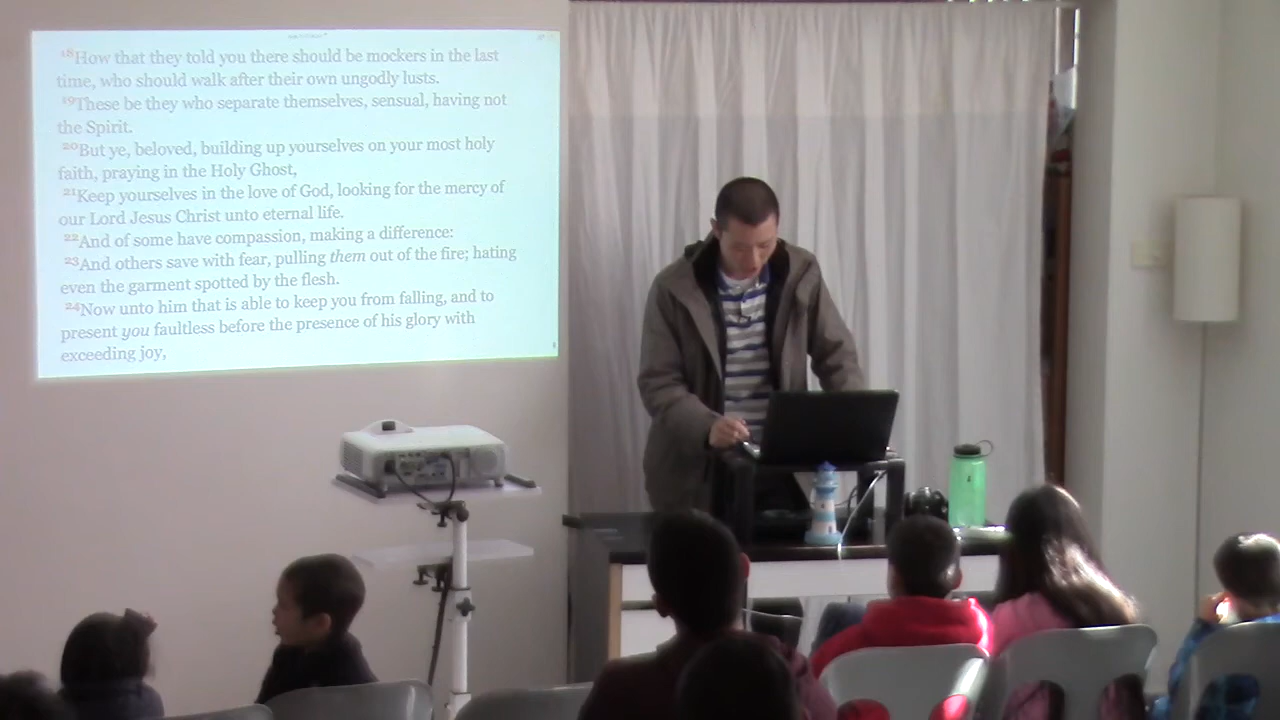 18How that they told you there should be mockers in the last
time, who should walk after their own ungodly lusts.
19These be they who separate themselves, sensual, having not
the Spirit.
20But ye, beloved, building up yourselves on your most holy
faith, praying in the Holy Ghost,
21Keep yourselves in the love of God, looking for the mercy of
our Lord Jesus Christ unto eternal life.
22And of some have compassion, making a difference:
23And others save with fear, pulling them out of the fire; hating
even the garment spotted by the flesh.
24Now unto him that is able to keep you from falling, and to
present you faultless before the presence of his glory with
exceeding joy,